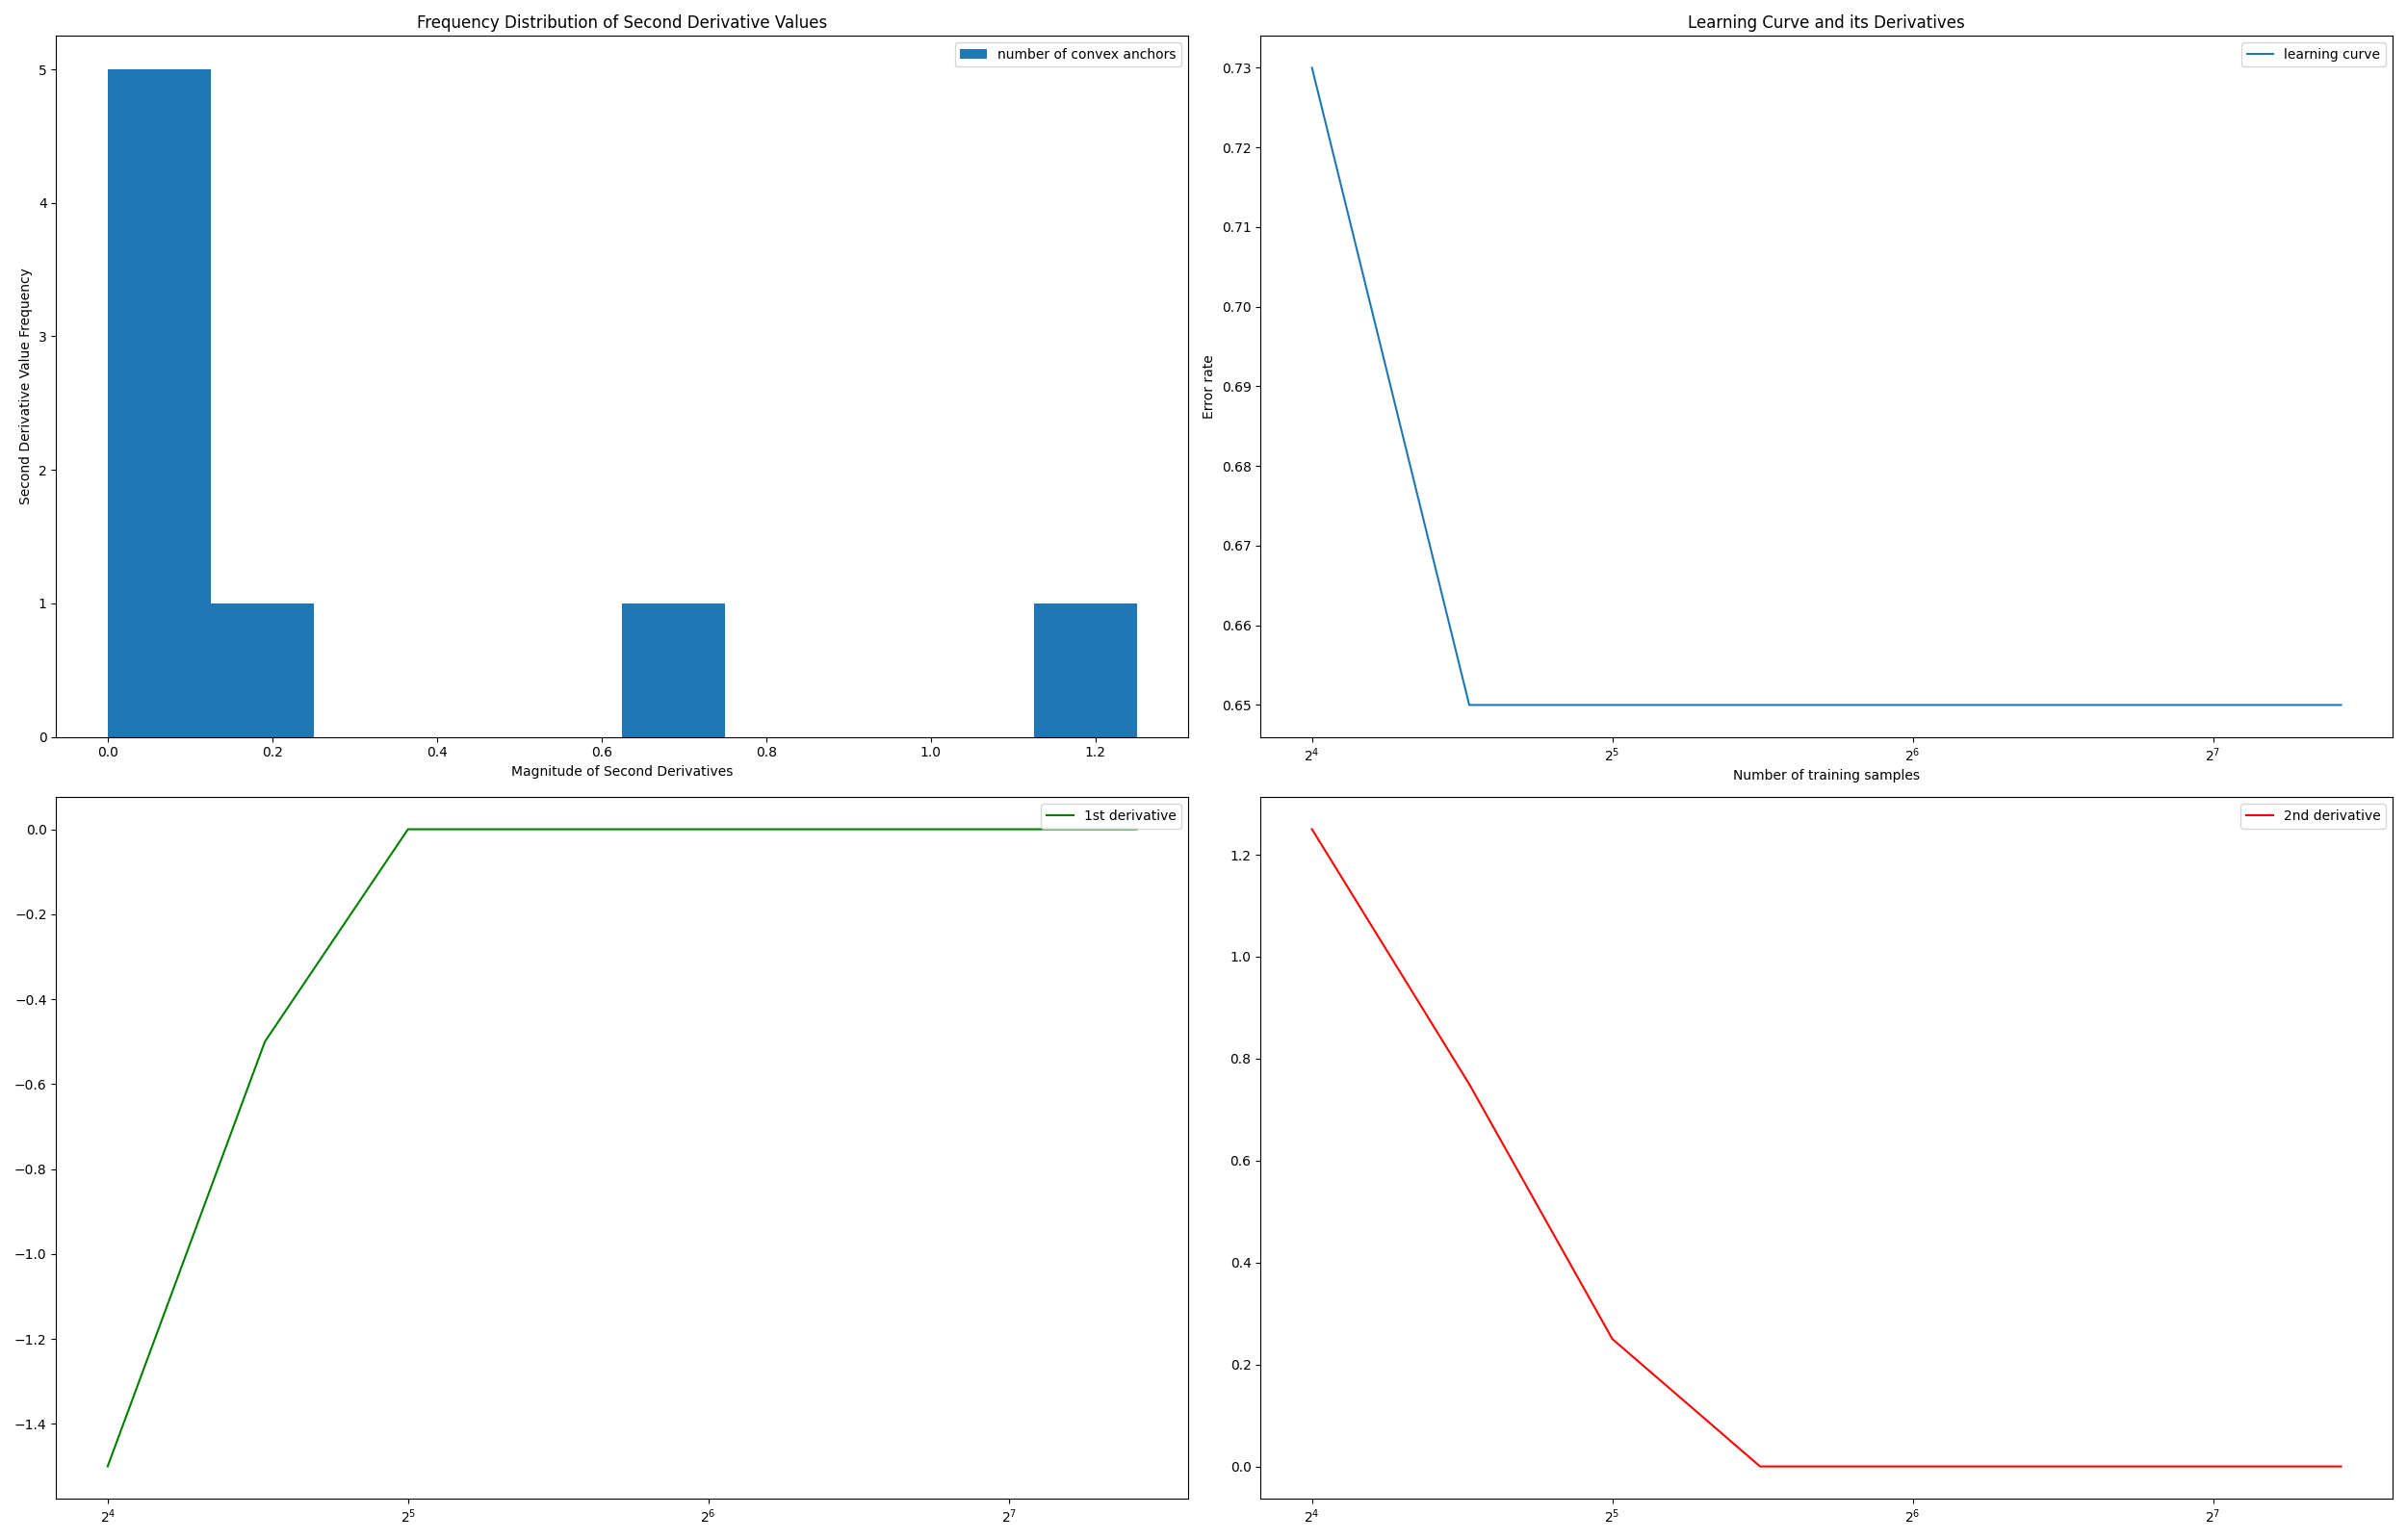 Frequency Distribution of Second Derivative Values
number of convex anchors
Second Derivative Value Frequency
5
4
3
2
1
0
0.0 0.2 0.4 0.6 0.8 1.0 1.2
Magnitude of Second Derivatives
Learning Curve and its Derivatives
learning curve
Error rate
0.73
0.72
0.71
0.70
0.69
0.68
0.67
0.66
0.65
2⁴ 2⁵ 2⁶ 2⁷
Number of training samples
1st derivative
0.0
−0.2
−0.4
−0.6
−0.8
−1.0
−1.2
−1.4
2⁴ 2⁵ 2⁶ 2⁷
2nd derivative
1.2
1.0
0.8
0.6
0.4
0.2
0.0
2⁴ 2⁵ 2⁶ 2⁷